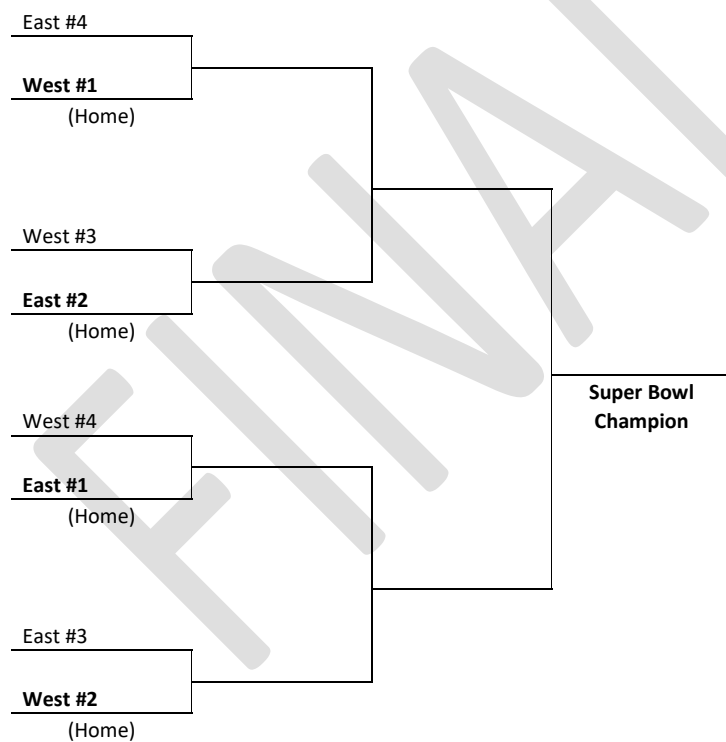 East #4
West #1
(Home)
West #3
East #2
(Home)
Super Bowl
Champion
West #4
East #1
(Home)
East #3
West #2
(Home)
FINAL